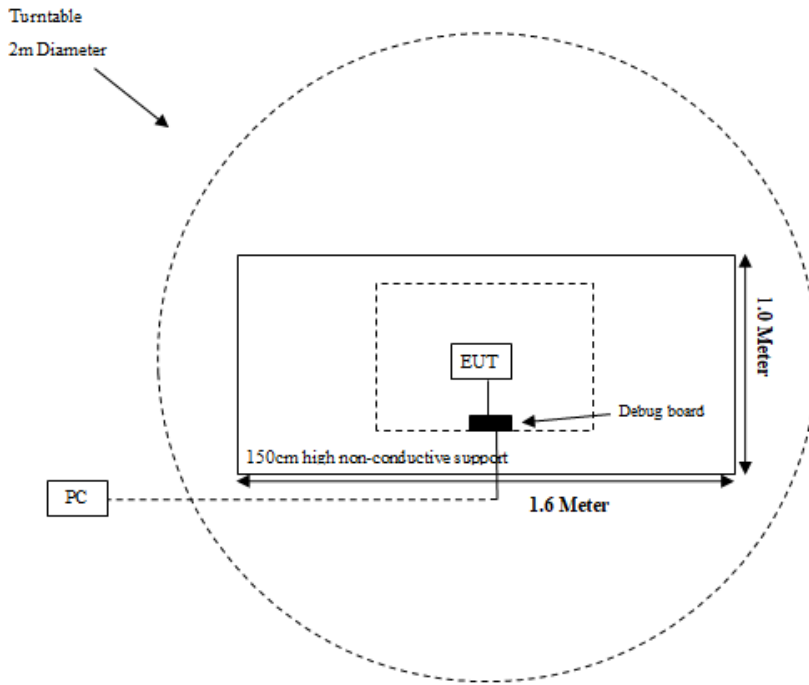 Turntable
2m Diameter
EUT
Debug board
150cm high non-conductive support
1.0 Meter
PC
1.6 Meter